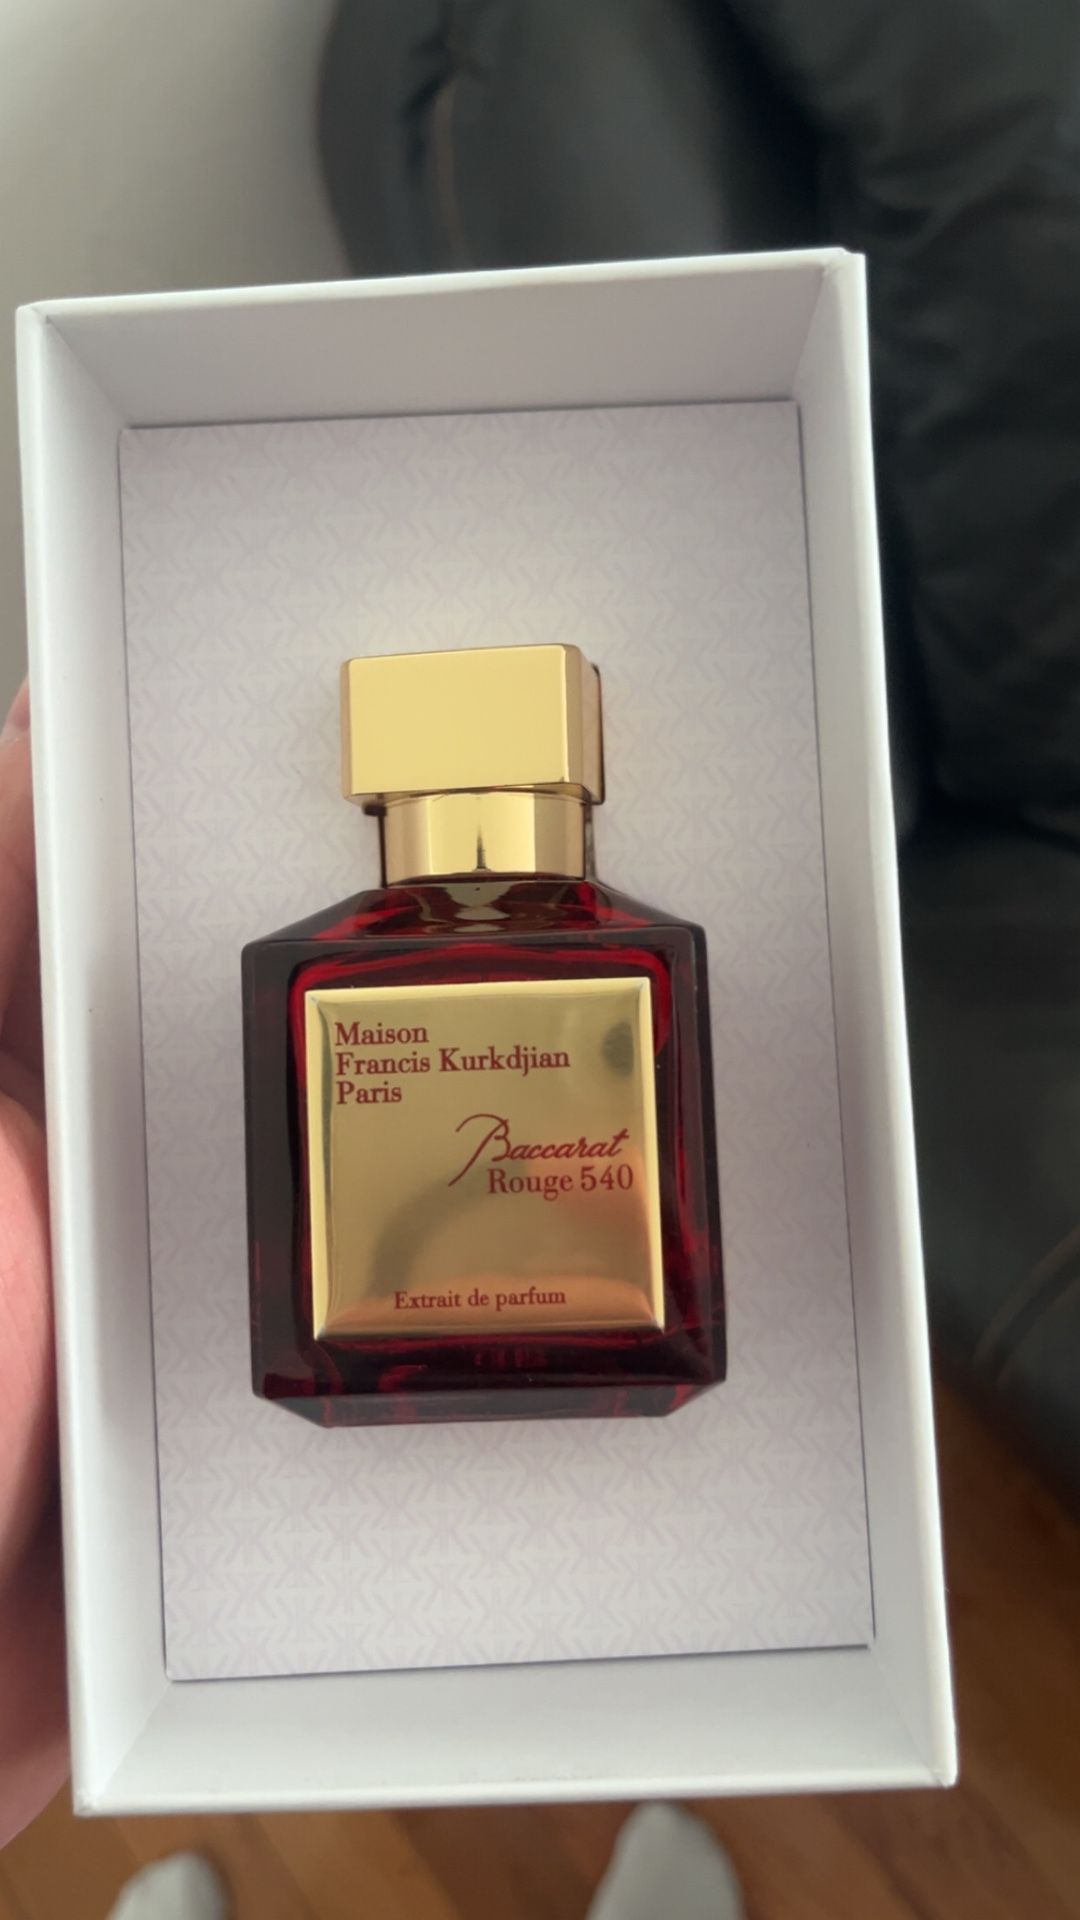 Maison
Francis Kurkdjian
Paris
Baccarat
Rouge 540
Extrait de parfum